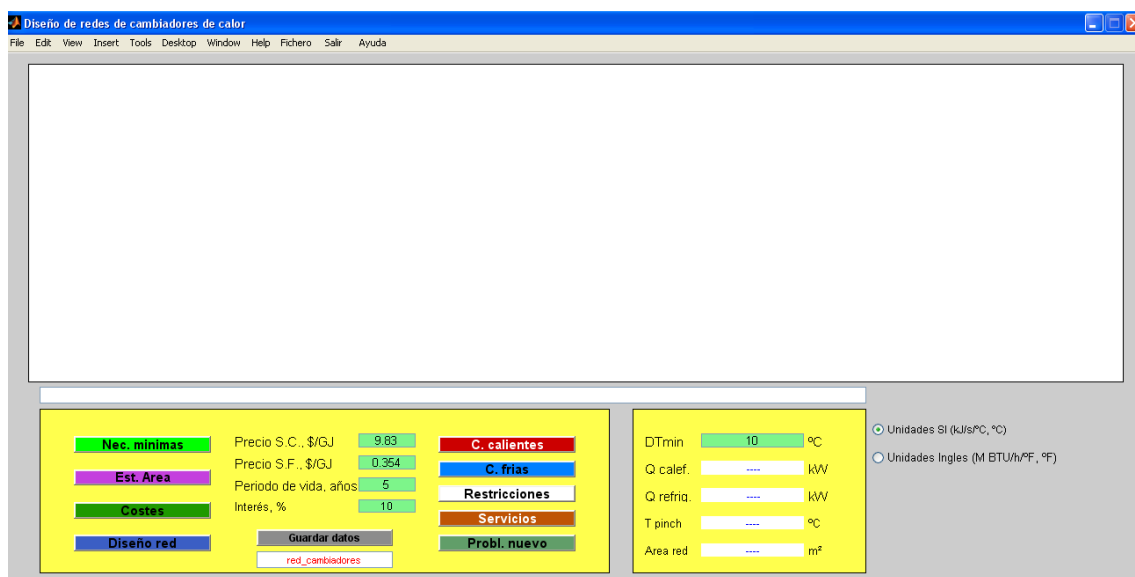 Diseño de redes de cambiadores de calor
File Edit View Insert Tools Desktop Window Help Fichero Salir Ayuda
Nec. minimas
Est. Area
Costes
Diseño red
Precio S.C., $/GJ 9.83
Precio S.F., $/GJ 0.354
Periodo de vida, años 5
Interés, % 10
Guardar datos
red_cambiadores
C. calientes
C. frias
Restricciones
Servicios
Probl. nuevo
DTmin 10 ºC
Q calef. ---- kW
Q refrig. ---- kW
T pinch ---- ºC
Area red ---- m²
Unidades SI (kJ/s/ºC, ºC)
Unidades Ingles (M BTU/h/ºF, ºF)